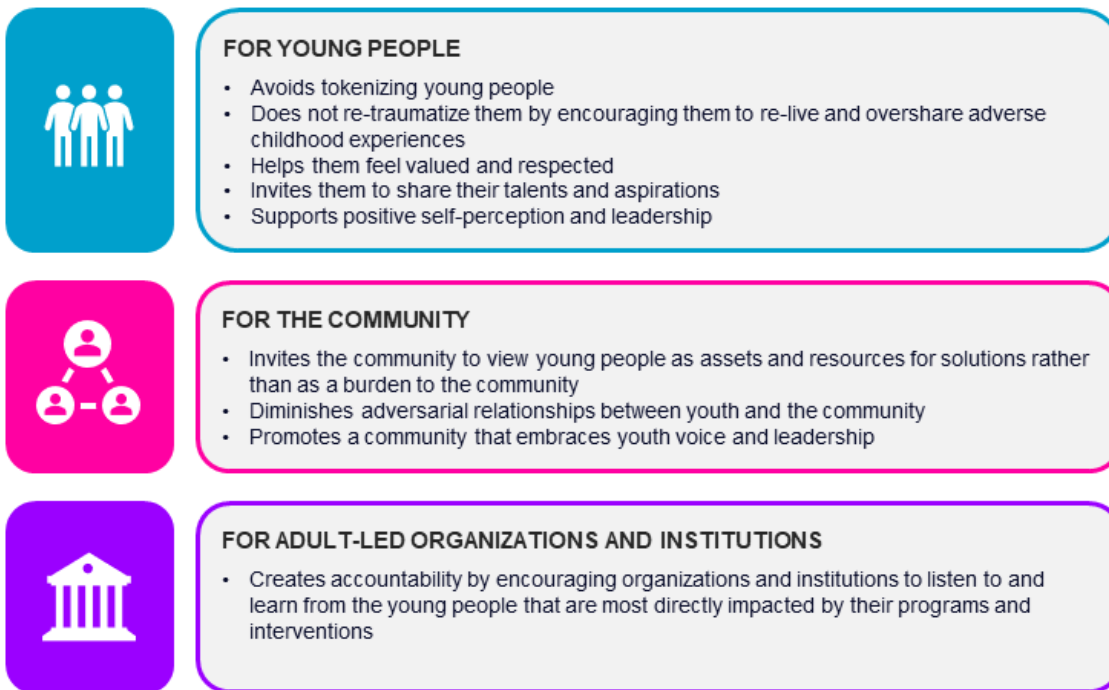 FOR YOUNG PEOPLE
• Avoids tokenizing young people
• Does not re-traumatize them by encouraging them to re-live and overshare adverse
childhood experiences
• Helps them feel valued and respected
• Invites them to share their talents and aspirations
• Supports positive self-perception and leadership
FOR THE COMMUNITY
• Invites the community to view young people as assets and resources for solutions rather
than as a burden to the community
• Diminishes adversarial relationships between youth and the community
• Promotes a community that embraces youth voice and leadership
FOR ADULT-LED ORGANIZATIONS AND INSTITUTIONS
• Creates accountability by encouraging organizations and institutions to listen to and
learn from the young people that are most directly impacted by their programs and
interventions